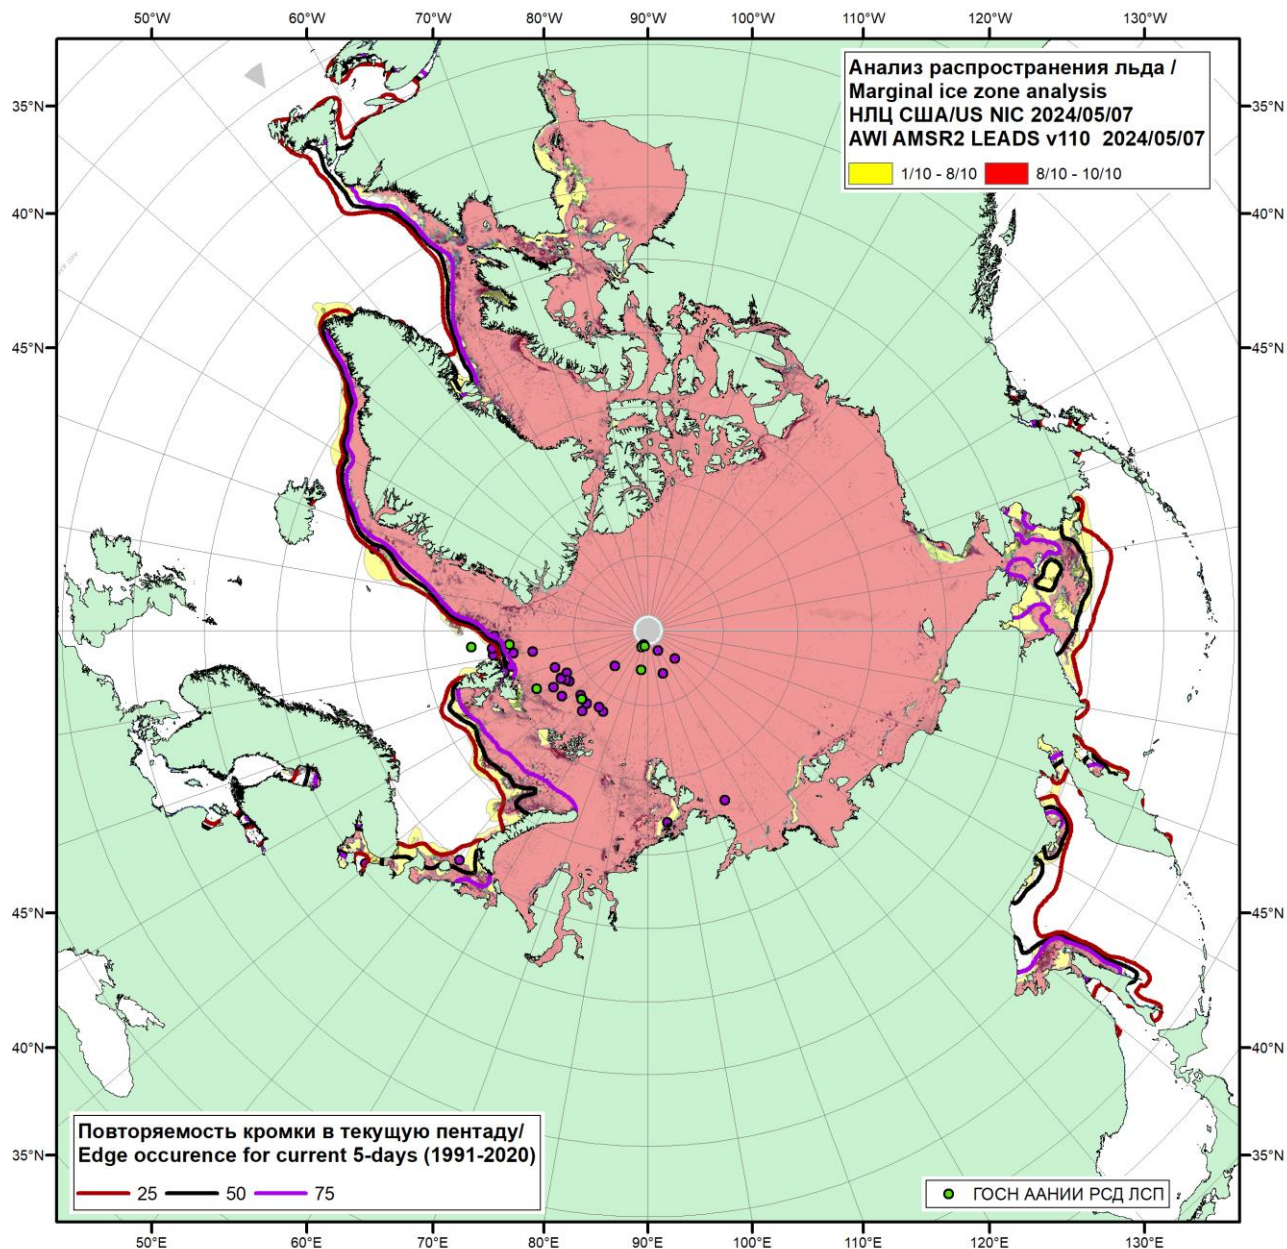 50°W 60°W 70°W 80°W 90°W 100°W 110°W 120°W 130°W
Анализ распространения льда /
Marginal ice zone analysis
НЛЦ США/US NIC 2024/05/07
AWI AMSR2 LEADS v110 2024/05/07
1/10 - 8/10 8/10 - 10/10
35°N 35°N
40°N 40°N
45°N 45°N
45°N 45°N
40°N 40°N
35°N 35°N
Повторяемость кромки в текущую пентаду/
Edge occurence for current 5-days (1991-2020)
25 50 75
ГОСН ААНИИ РСД ЛСП
50°E 60°E 70°E 80°E 90°E 100°E 110°E 120°E 130°E